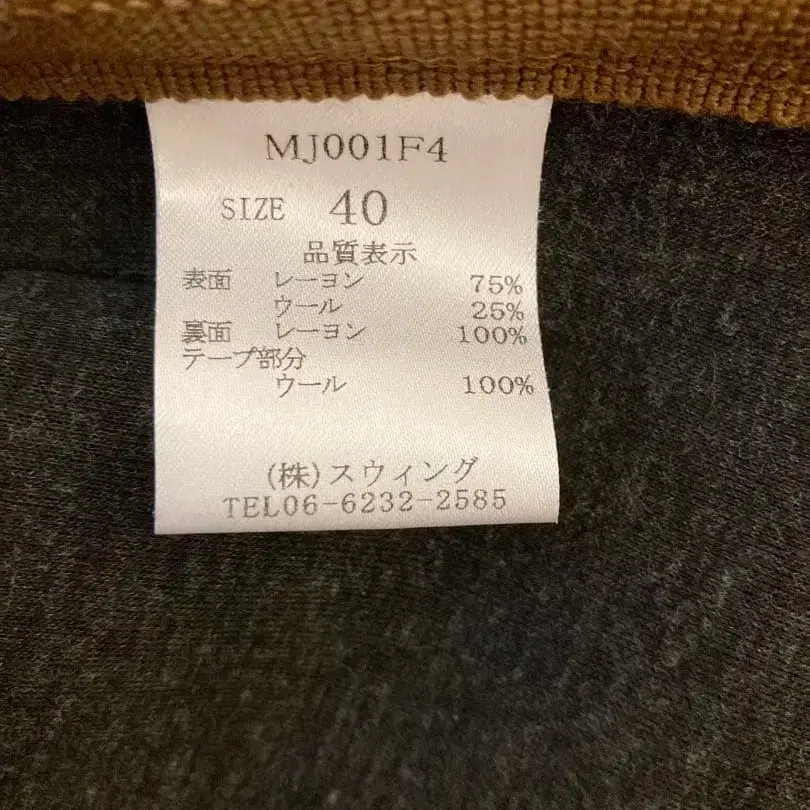 MJ001F4
SIZE 40
品質表示
表面 レーヨン 75%
ウール 25%
裏面 レーヨン 100%
テープ部分
ウール 100%
(株)スウィング
TEL06-6232-2585